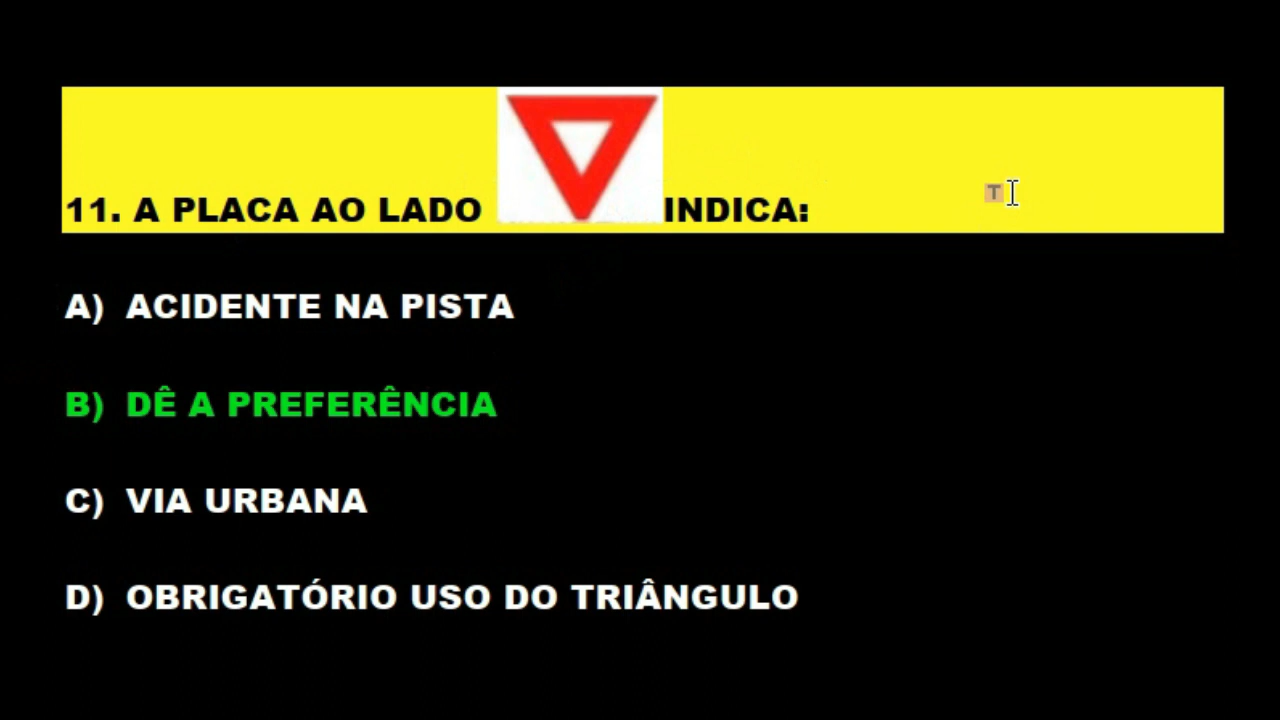 11. A PLACA AO LADO INDICA:
A) ACIDENTE NA PISTA
B) DÊ A PREFERÊNCIA
C) VIA URBANA
D) OBRIGATÓRIO USO DO TRIÂNGULO